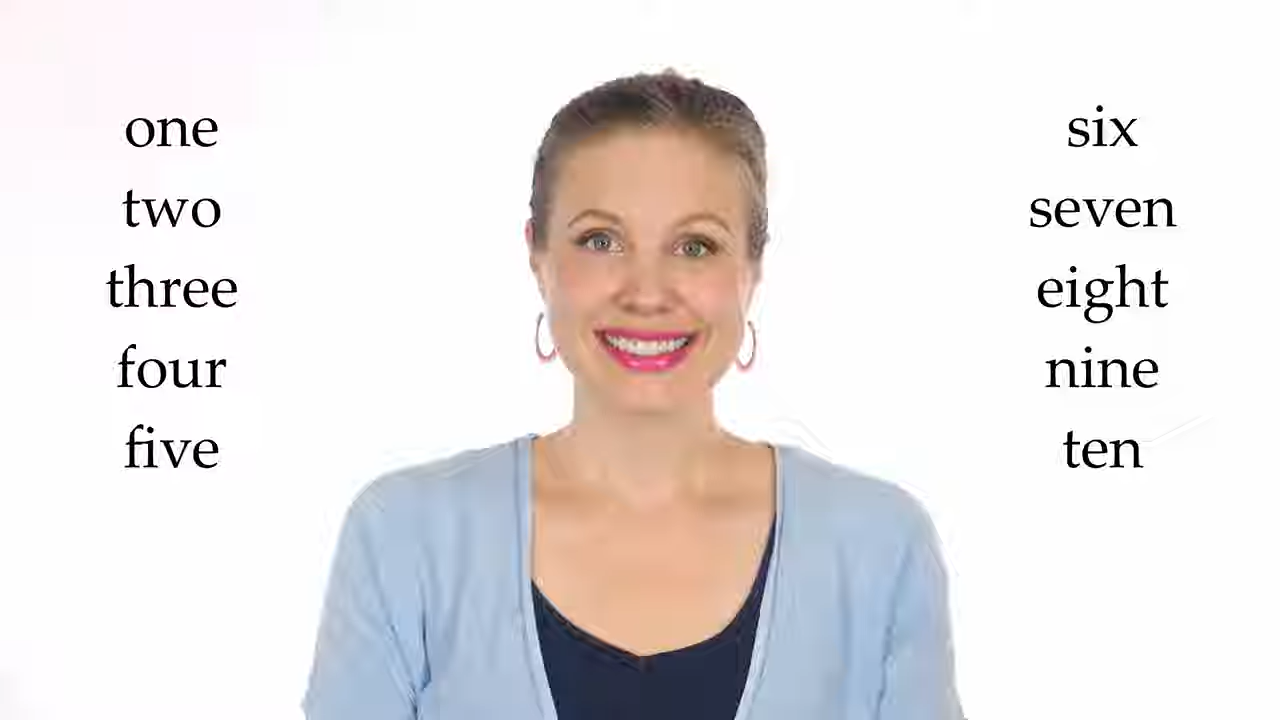 one
two
three
four
five
six
seven
eight
nine
ten